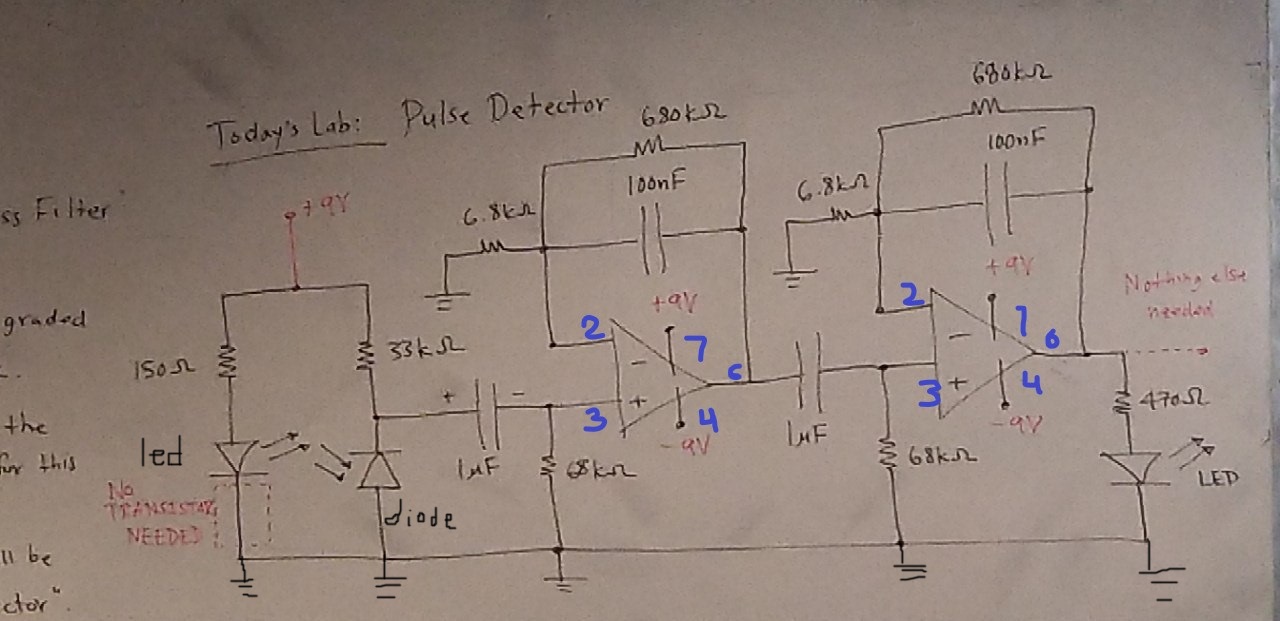 Today's Lab: Pulse Detector
ss Filter
graded
the
for this
ll be
ctor".
+9V
150Ω
33kΩ
led
No
TRANSISTOR
NEEDED
diode
+
-
1µF
68kΩ
6.8kΩ
680kΩ
100nF
+9V
2
7
-
6
3
+
4
-9V
1µF
68kΩ
6.8kΩ
680kΩ
100nF
+9V
2
7
-
6
3
+
4
-9V
Nothing else
needed
470Ω
LED